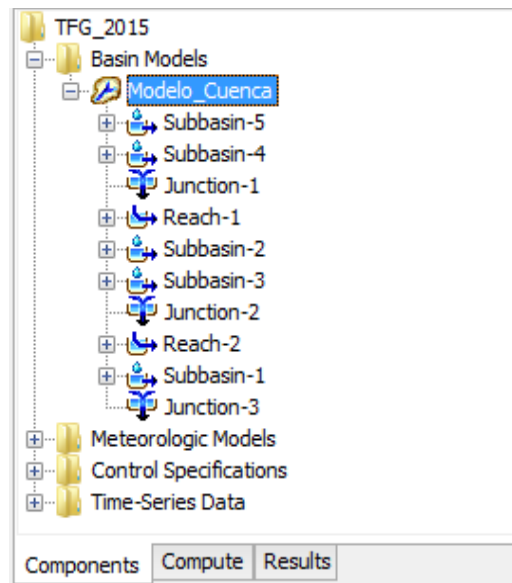 TFG_2015
Basin Models
Modelo_Cuenca
Subbasin-5
Subbasin-4
Junction-1
Reach-1
Subbasin-2
Subbasin-3
Junction-2
Reach-2
Subbasin-1
Junction-3
Meteorologic Models
Control Specifications
Time-Series Data
Components Compute Results